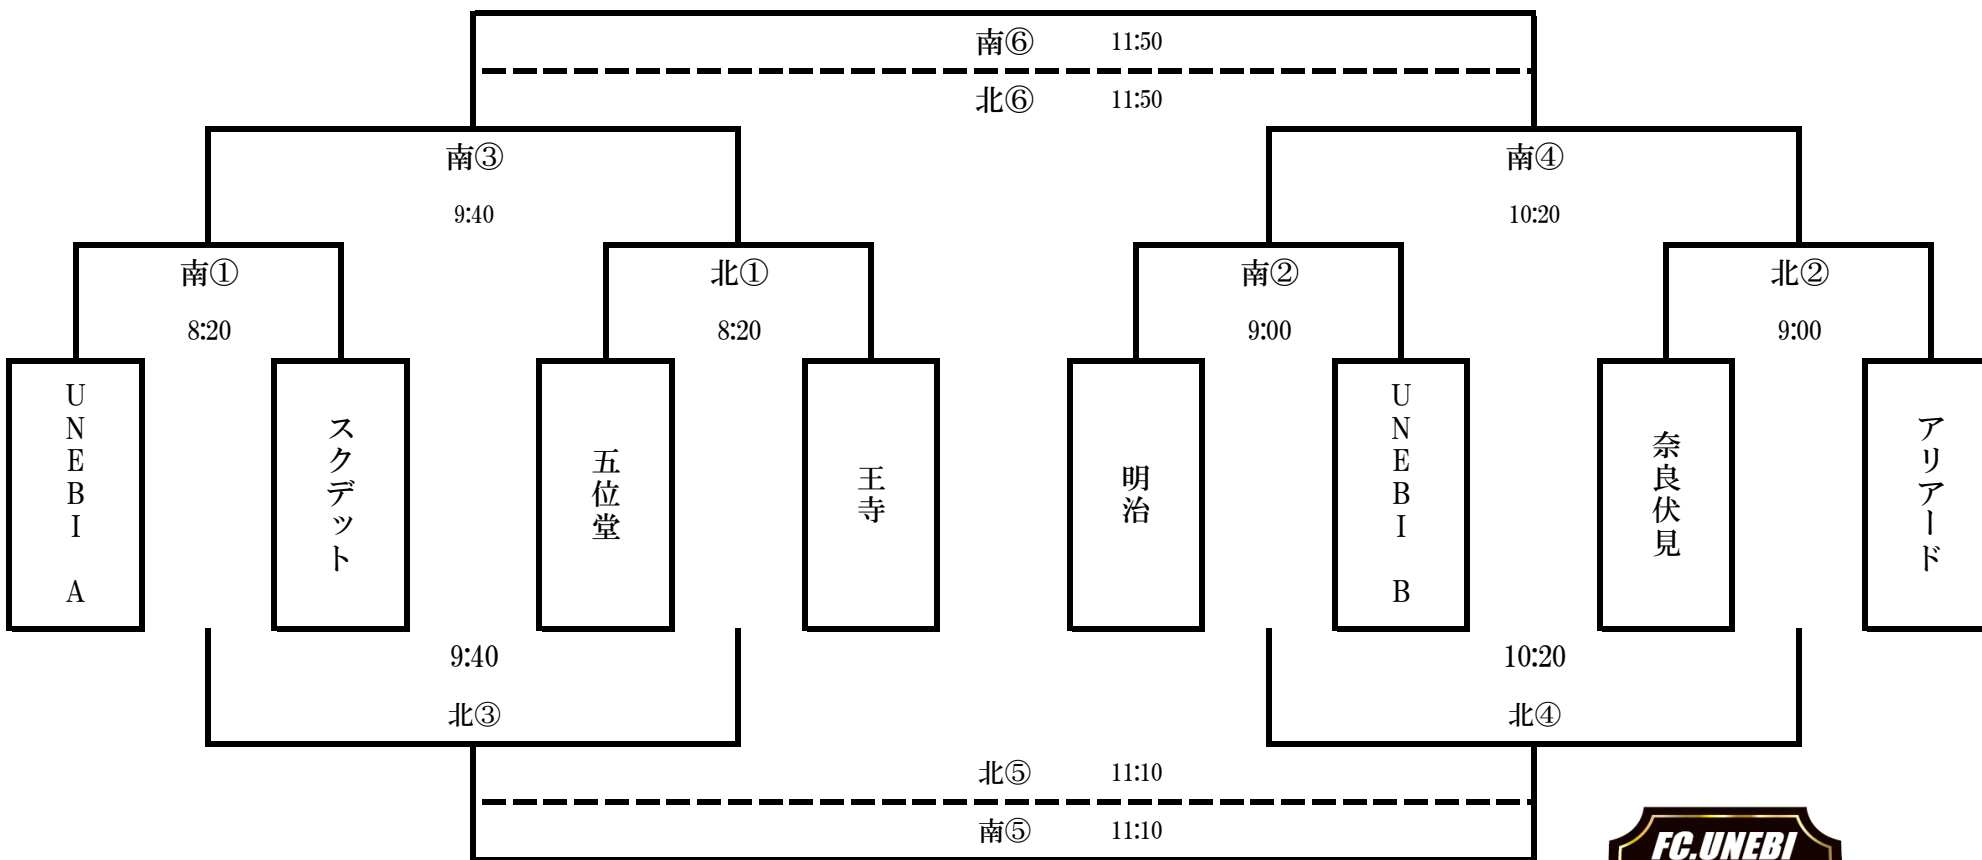 南⑥ 11:50
北⑥ 11:50
南③
南④
9:40
10:20
南①
北①
南②
北②
8:20
8:20
9:00
9:00
UNEBI A
スクデット
五位堂
王寺
明治
UNEBI B
奈良伏見
アリアード
9:40
10:20
北③
北④
北⑤ 11:10
南⑤ 11:10
FC.UNEBI